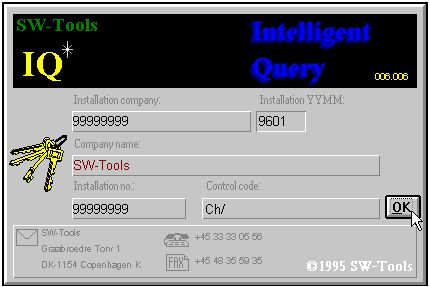 SW-Tools
IQ*
Intelligent
Query
006.006
Installation company:
Installation YYMM:
99999999
9601
Company name:
SW-Tools
Installation no.:
Control code:
99999999
Ch/
OK
SW-Tools
Graabroedre Torv 1
DK-1154 Copenhagen K
+45 33 33 05 56
FAX
+45 48 35 59 35
©1995 SW-Tools